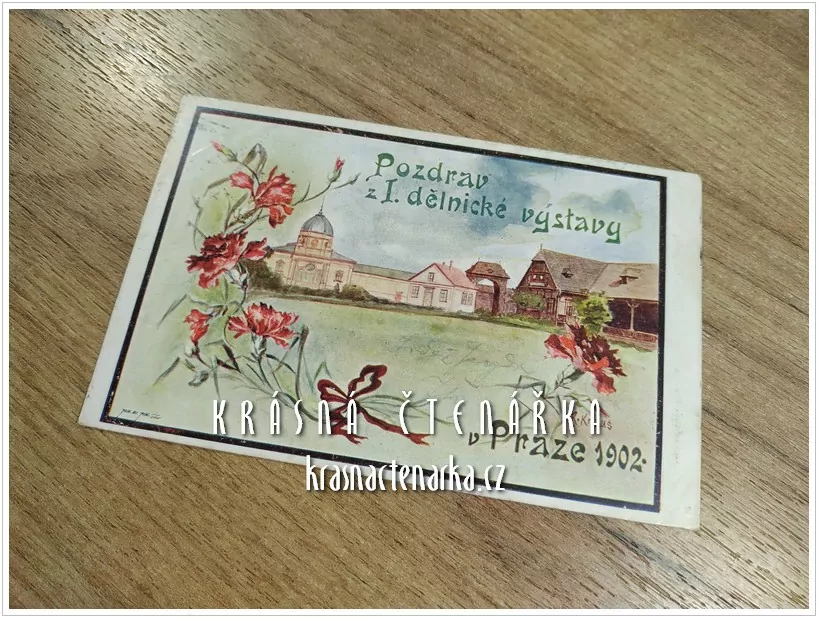 Pozdrav
z I. dělnické výstavy
v Praze 1902.
KRÁSNÁ ČTENÁŘKA
krasnactenarka.cz